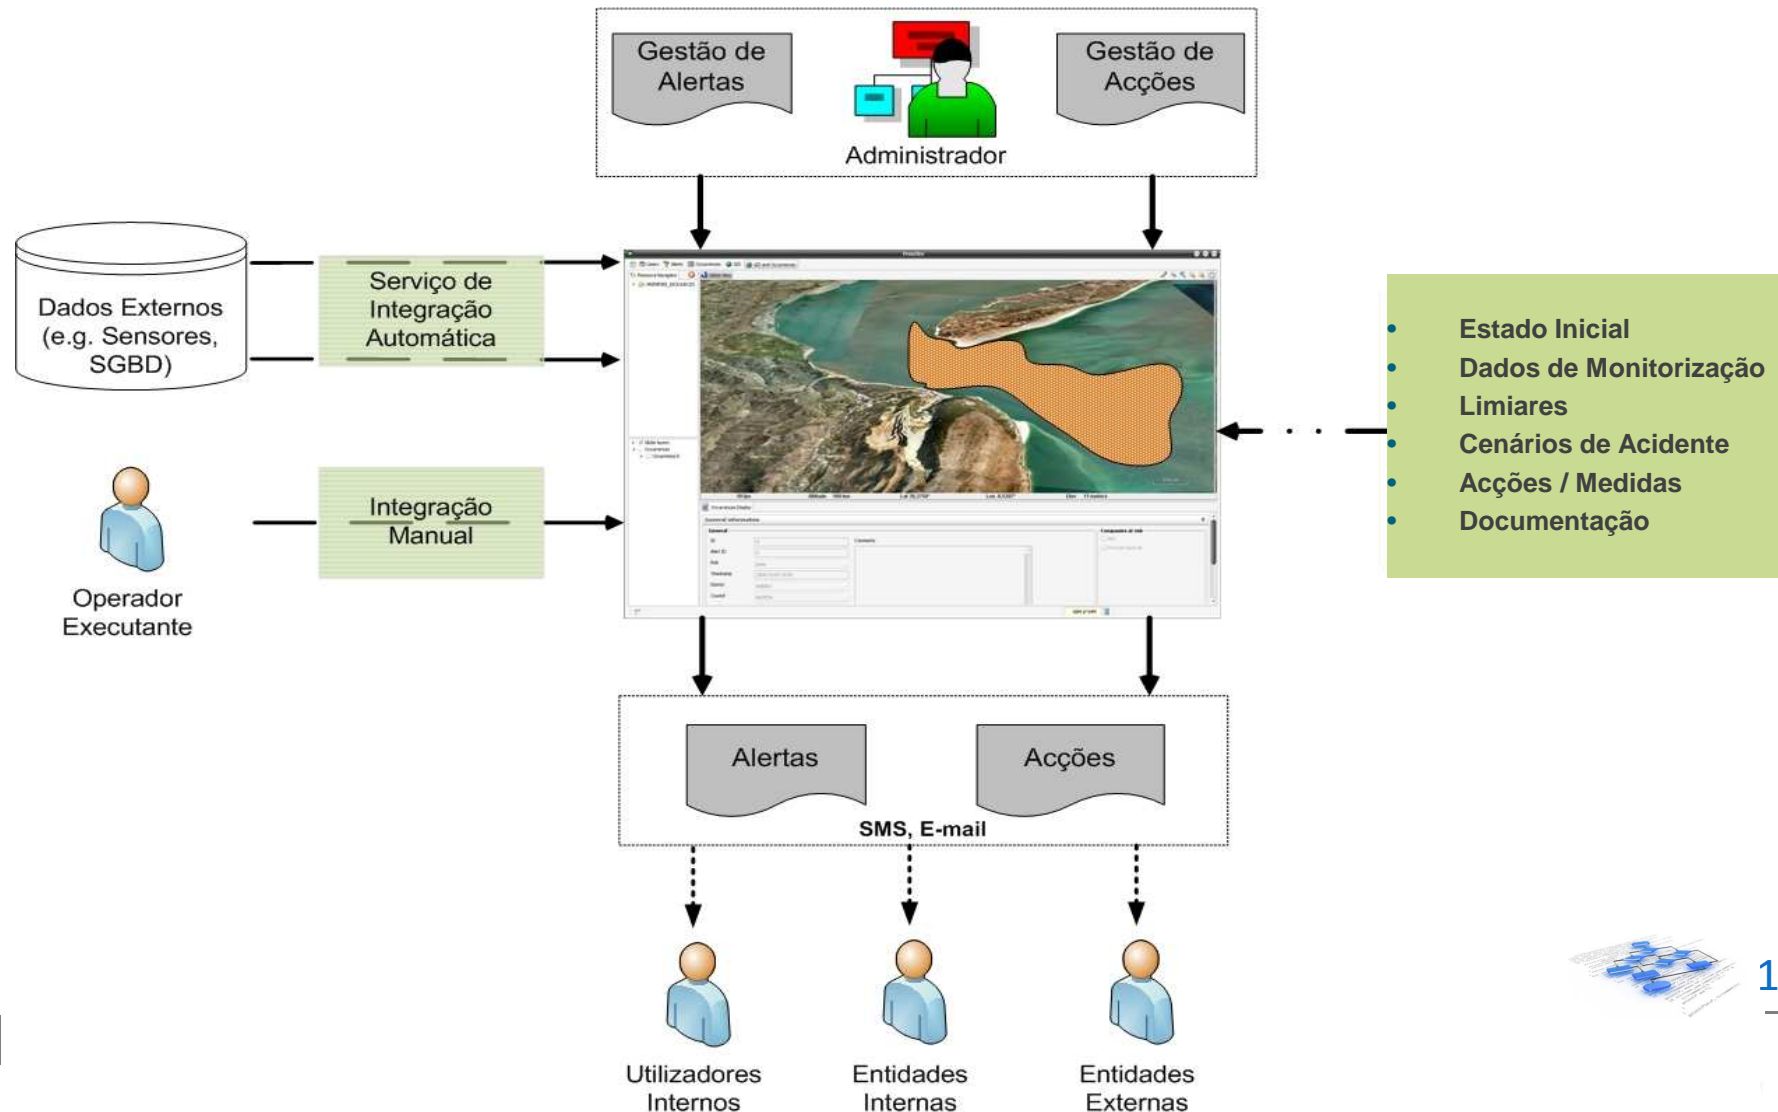 Gestão de
Alertas
Gestão de
Acções
Administrador
Dados Externos
(e.g. Sensores,
SGBD)
Serviço de
Integração
Automática
Operador
Executante
Integração
Manual
• Estado Inicial
• Dados de Monitorização
• Limiares
• Cenários de Acidente
• Acções / Medidas
• Documentação
Alertas
Acções
SMS, E-mail
Utilizadores
Internos
Entidades
Internas
Entidades
Externas
1